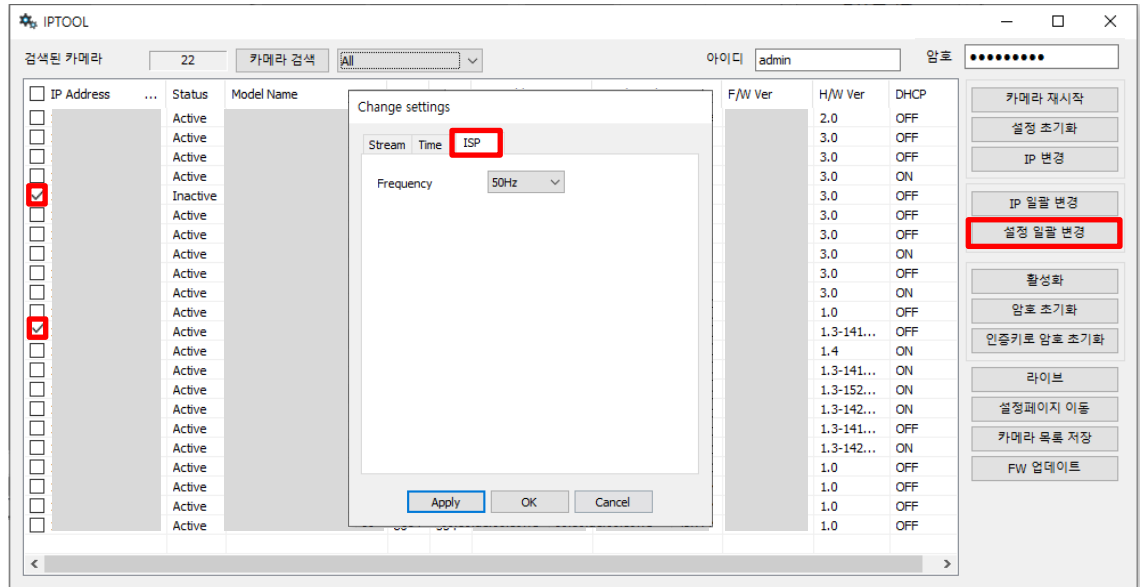 IPTOOL
검색된 카메라 22 카메라 검색 All 아이디 admin 암호 •••••••••
IP Address ... Status Model Name F/W Ver H/W Ver DHCP
Active 2.0 OFF
Active 3.0 OFF
Active 3.0 OFF
Active 3.0 ON
Inactive 3.0 OFF
Active 3.0 OFF
Active 3.0 OFF
Active 3.0 ON
Active 3.0 OFF
Active 3.0 ON
Active 1.0 OFF
Active 1.3-141... OFF
Active 1.4 ON
Active 1.3-141... ON
Active 1.3-152... ON
Active 1.3-142... ON
Active 1.3-141... OFF
Active 1.3-142... ON
Active 1.0 OFF
Active 1.0 OFF
Active 1.0 OFF
Active 1.0 OFF
Change settings
Stream Time ISP
Frequency 50Hz
Apply OK Cancel
카메라 재시작
설정 초기화
IP 변경
IP 일괄 변경
설정 일괄 변경
활성화
암호 초기화
인증키로 암호 초기화
라이브
설정페이지 이동
카메라 목록 저장
FW 업데이트